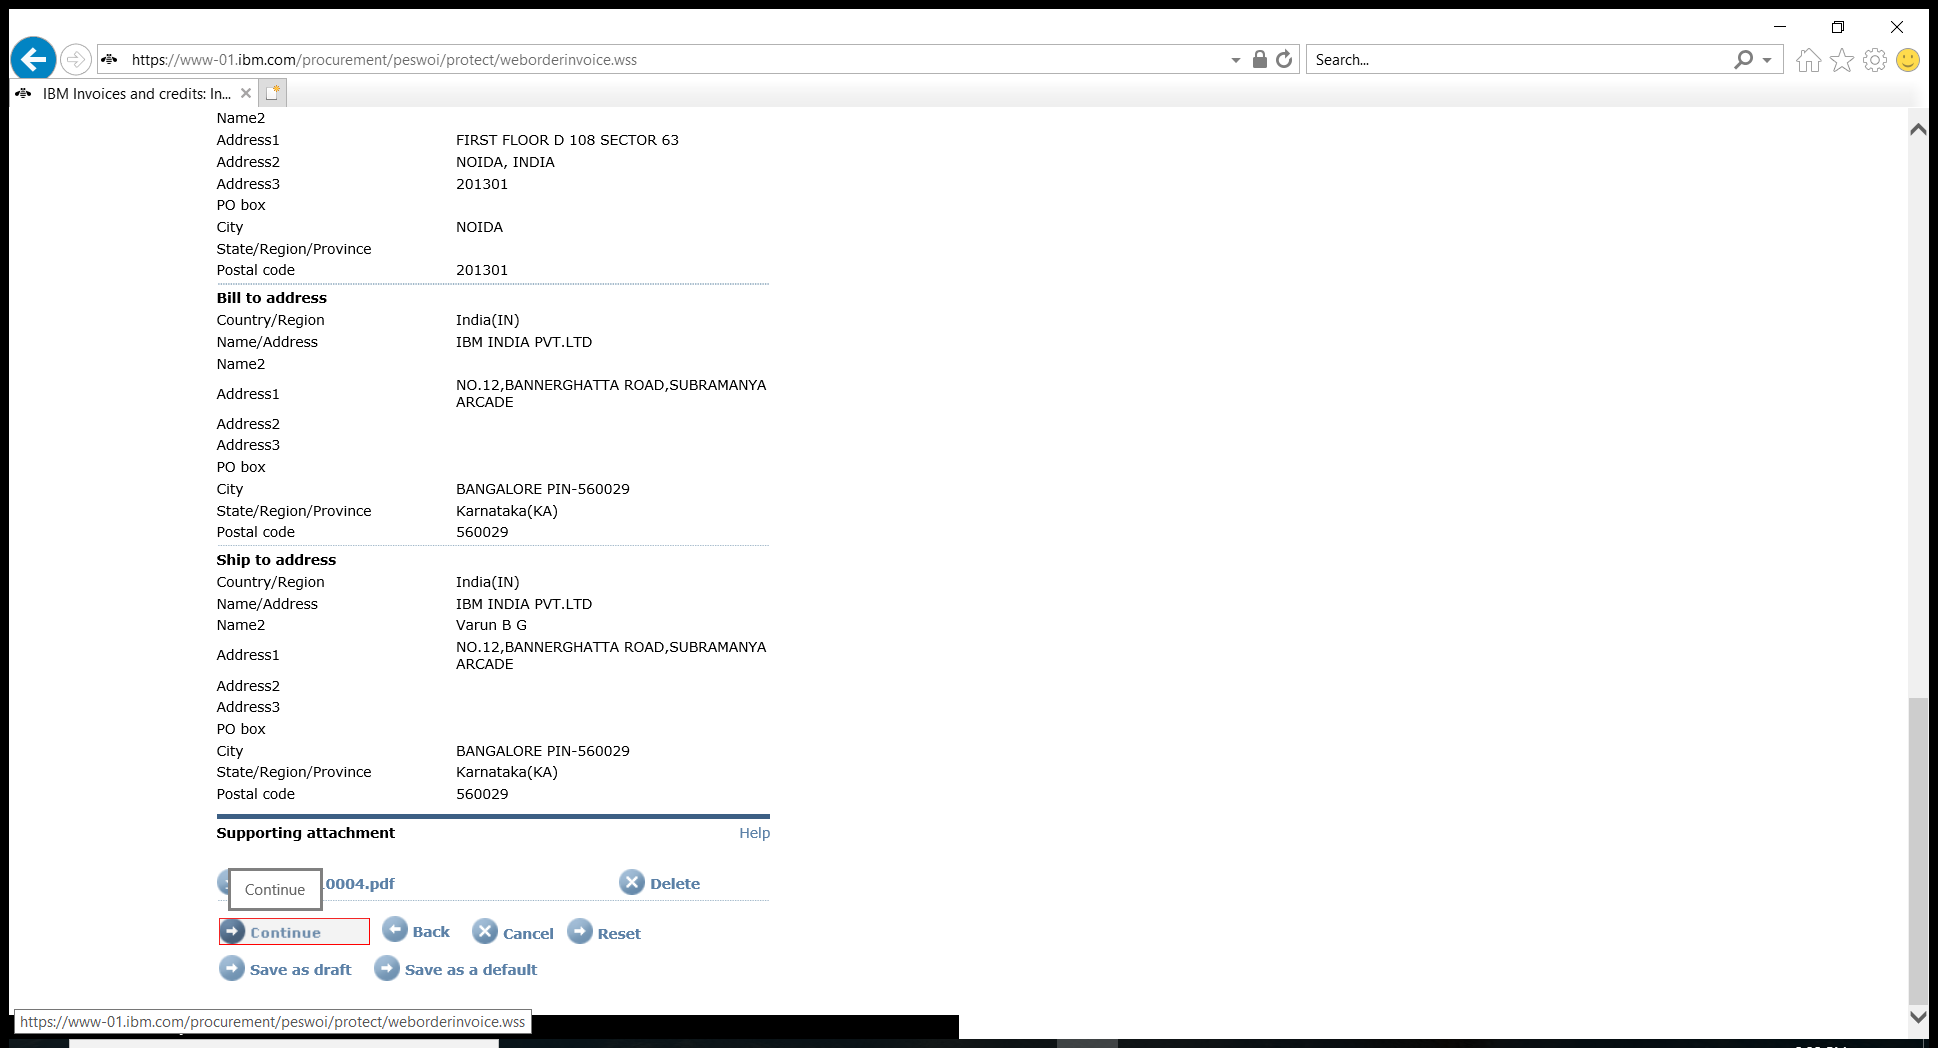 https://www-01.ibm.com/procurement/peswoi/protect/weborderinvoice.wss
Search...
IBM Invoices and credits: In...
Name2
Address1 FIRST FLOOR D 108 SECTOR 63
Address2 NOIDA, INDIA
Address3 201301
PO box
City NOIDA
State/Region/Province
Postal code 201301
Bill to address
Country/Region India(IN)
Name/Address IBM INDIA PVT.LTD
Name2
Address1 NO.12,BANNERGHATTA ROAD,SUBRAMANYA
ARCADE
Address2
Address3
PO box
City BANGALORE PIN-560029
State/Region/Province Karnataka(KA)
Postal code 560029
Ship to address
Country/Region India(IN)
Name/Address IBM INDIA PVT.LTD
Name2 Varun B G
Address1 NO.12,BANNERGHATTA ROAD,SUBRAMANYA
ARCADE
Address2
Address3
PO box
City BANGALORE PIN-560029
State/Region/Province Karnataka(KA)
Postal code 560029
Supporting attachment Help
Continue
0004.pdf Delete
Continue Back Cancel Reset
Save as draft Save as a default
https://www-01.ibm.com/procurement/peswoi/protect/weborderinvoice.wss